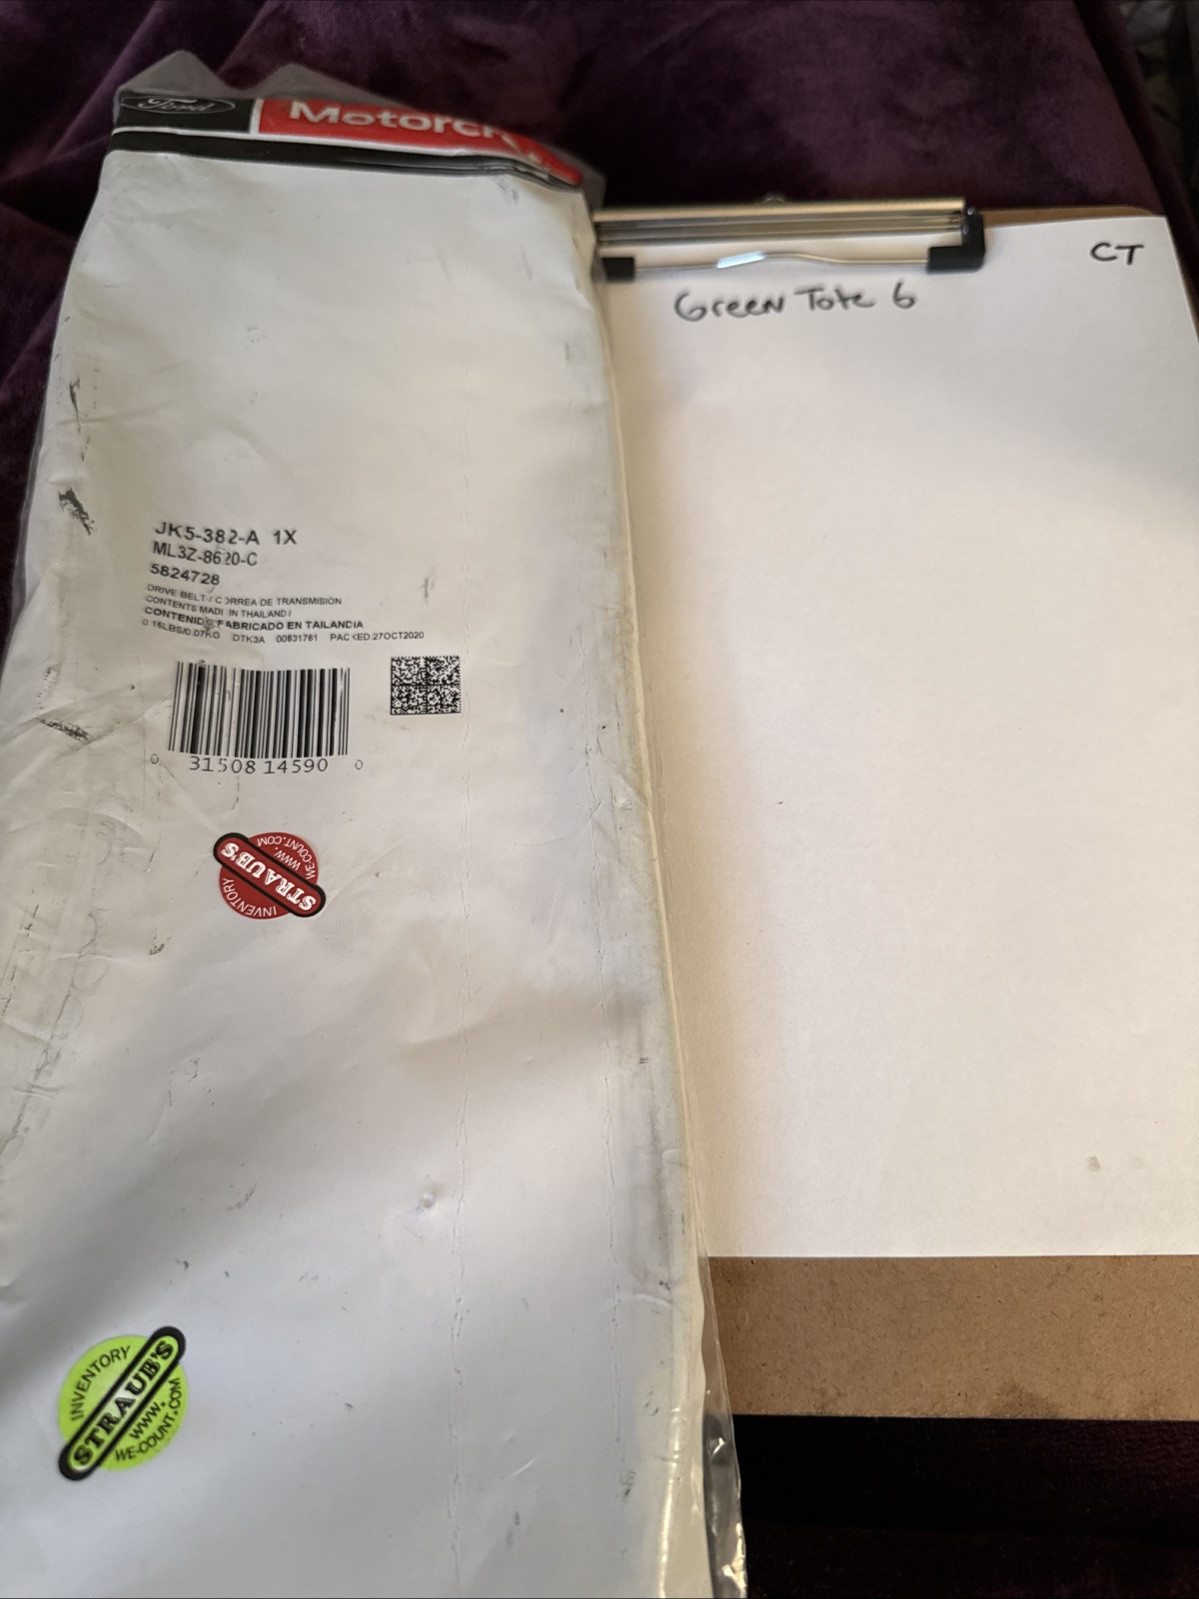 Ford
Motorcr
CT
Green Tote 6
JK5-382-A 1X
ML3Z-8620-C
5824728
DRIVE BELT / CORREA DE TRANSMISION
CONTENTS MADE IN THAILAND /
CONTENIDO FABRICADO EN TAILANDIA
0.16LBS/0.07KG DTK3A 00831761 PACKED:27OCT2020
0 31508 14590 0
INVENTORY
STRAUB'S
WWW.
WE-COUNT.COM
INVENTORY
STRAUB'S
WWW.
WE-COUNT.COM